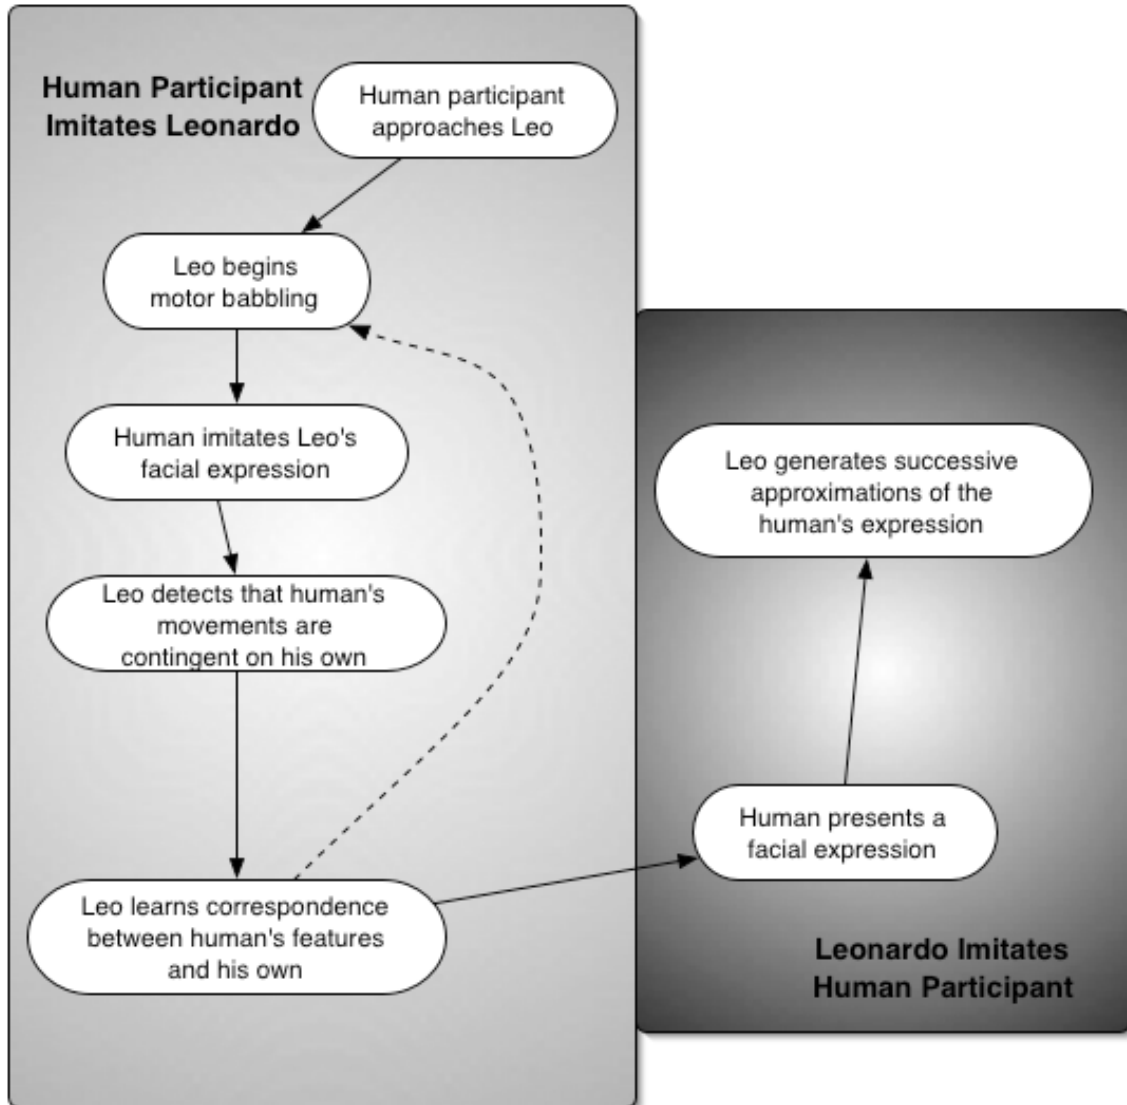 Human Participant
Imitates Leonardo
Human participant
approaches Leo
Leo begins
motor babbling
Human imitates Leo's
facial expression
Leo detects that human's
movements are
contingent on his own
Leo learns correspondence
between human's features
and his own
Leo generates successive
approximations of the
human's expression
Human presents a
facial expression
Leonardo Imitates
Human Participant